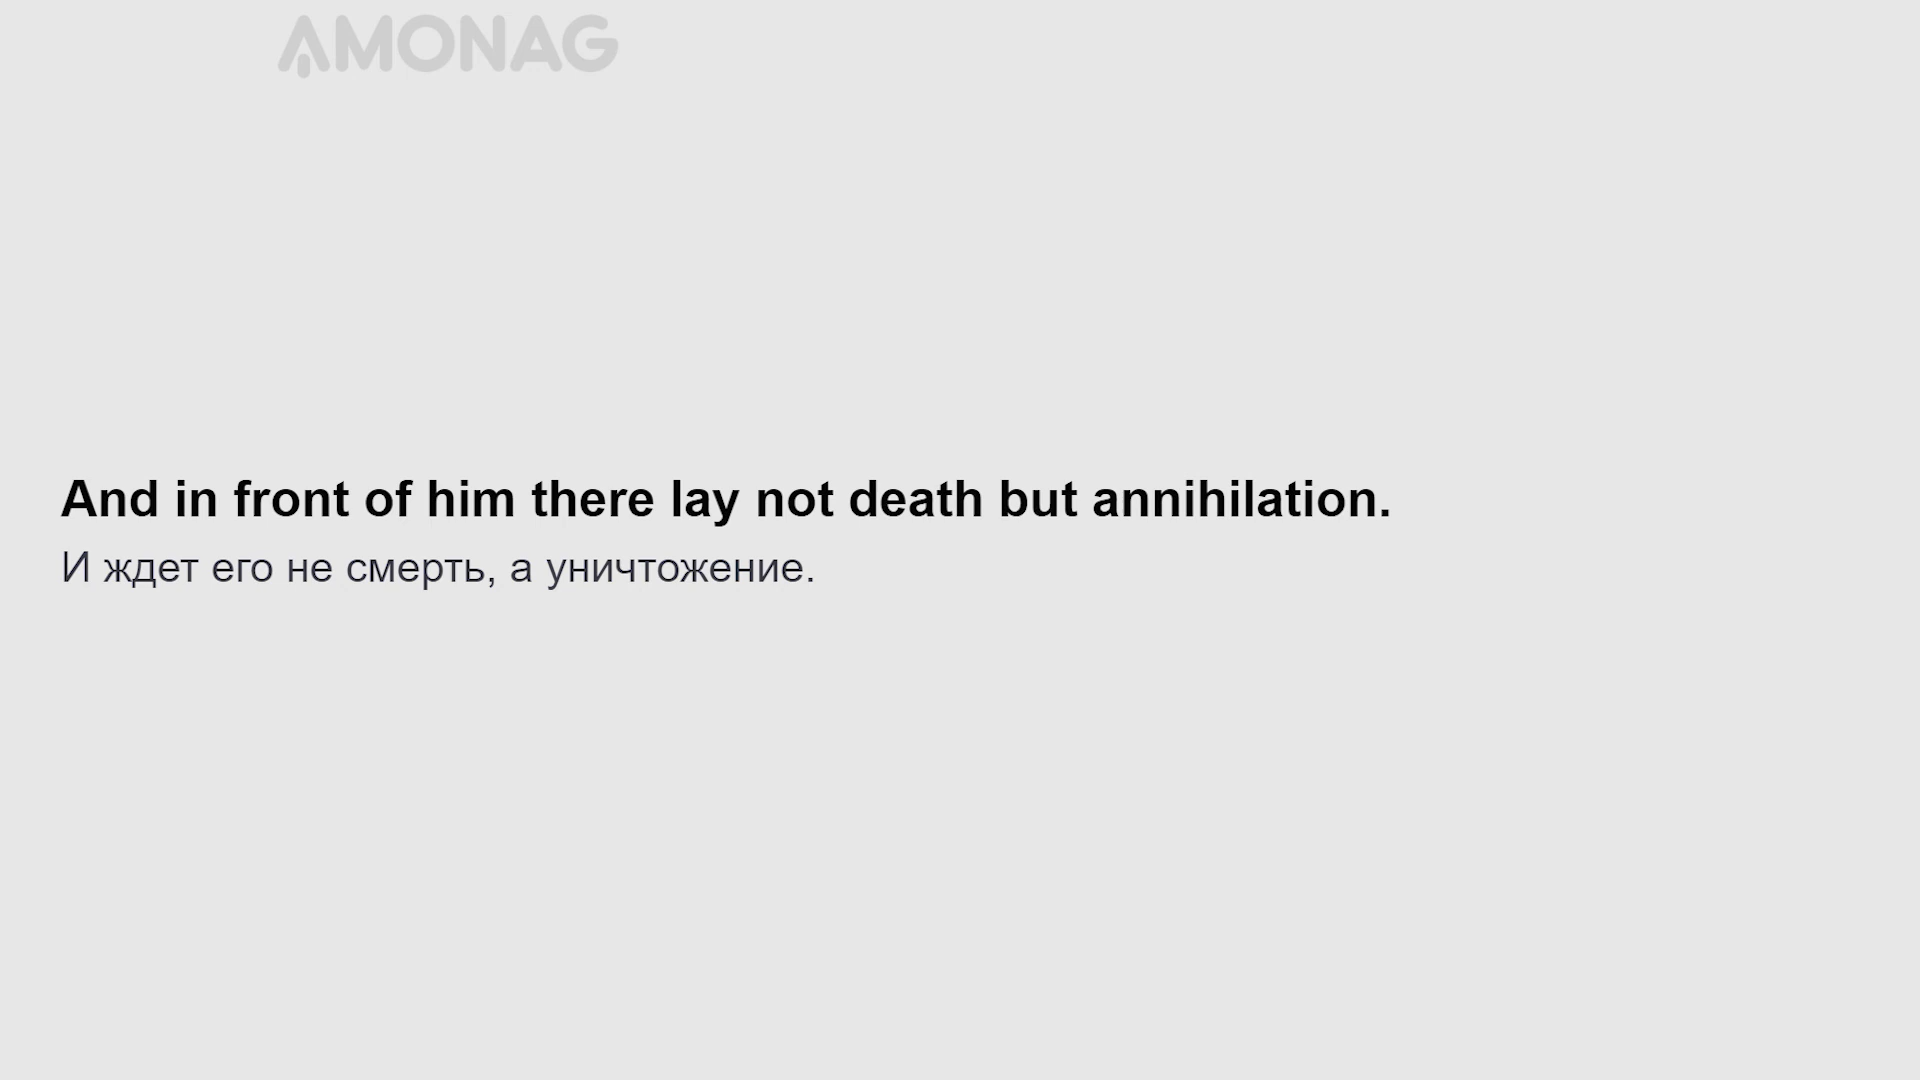 AMONAG
And in front of him there lay not death but annihilation.
И ждет его не смерть, а уничтожение.